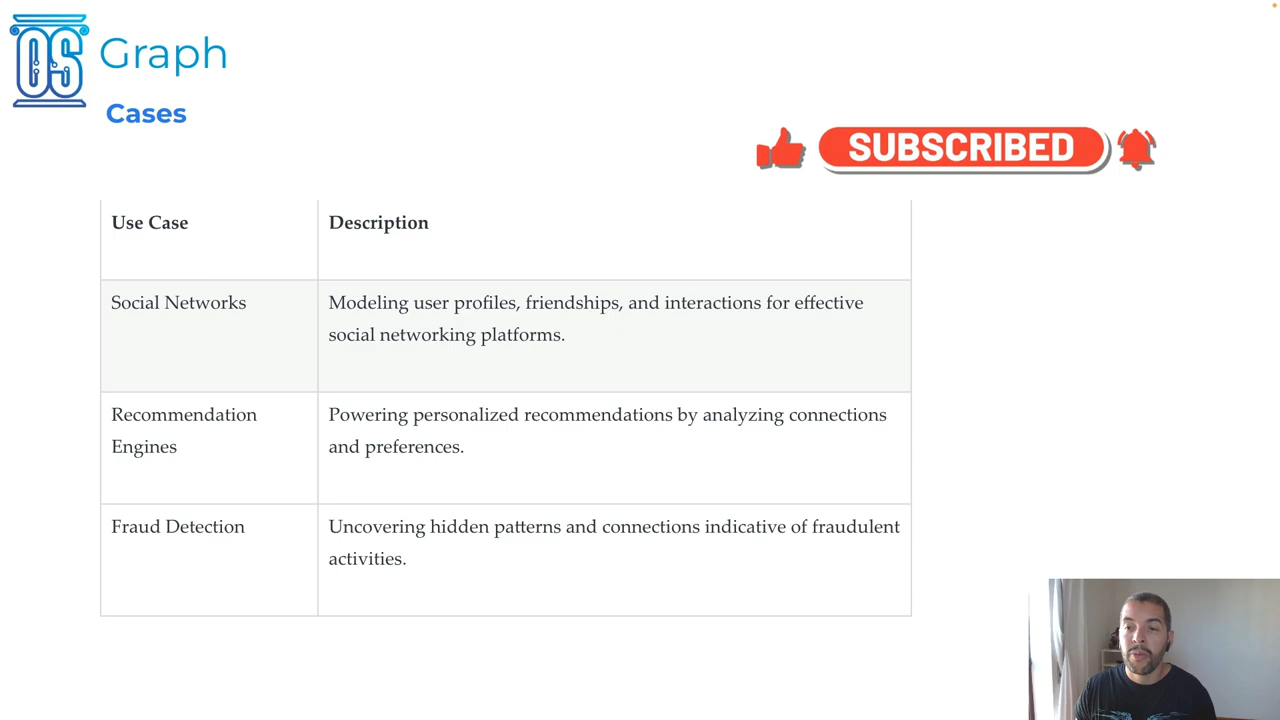 OS Graph
Cases
SUBSCRIBED
Use Case
Description
Social Networks
Modeling user profiles, friendships, and interactions for effective
social networking platforms.
Recommendation
Engines
Powering personalized recommendations by analyzing connections
and preferences.
Fraud Detection
Uncovering hidden patterns and connections indicative of fraudulent
activities.